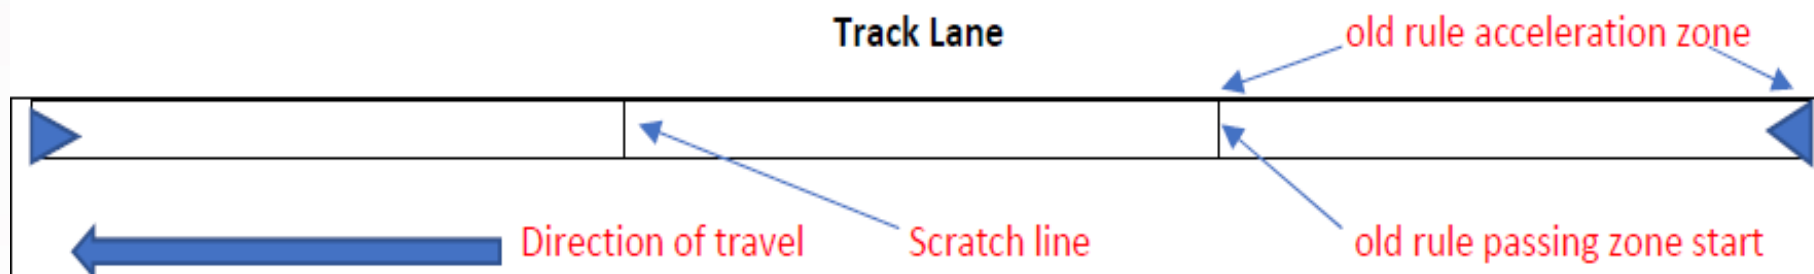 Track Lane
old rule acceleration zone
Direction of travel
Scratch line
old rule passing zone start